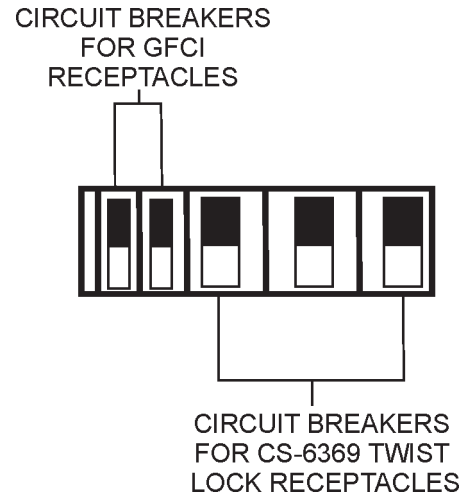 CIRCUIT BREAKERS
FOR GFCI
RECEPTACLES
CIRCUIT BREAKERS
FOR CS-6369 TWIST
LOCK RECEPTACLES